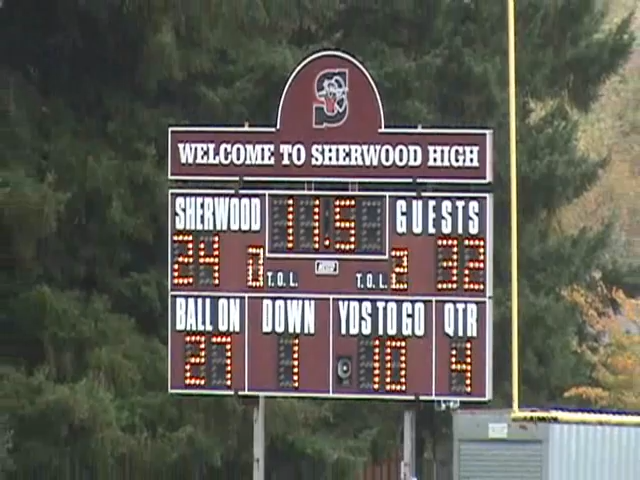 S
WELCOME TO SHERWOOD HIGH
SHERWOOD 11.5 GUESTS
24 0 T.O.L. T.O.L. 2 32
BALL ON DOWN YDS TO GO QTR
27 1 10 4